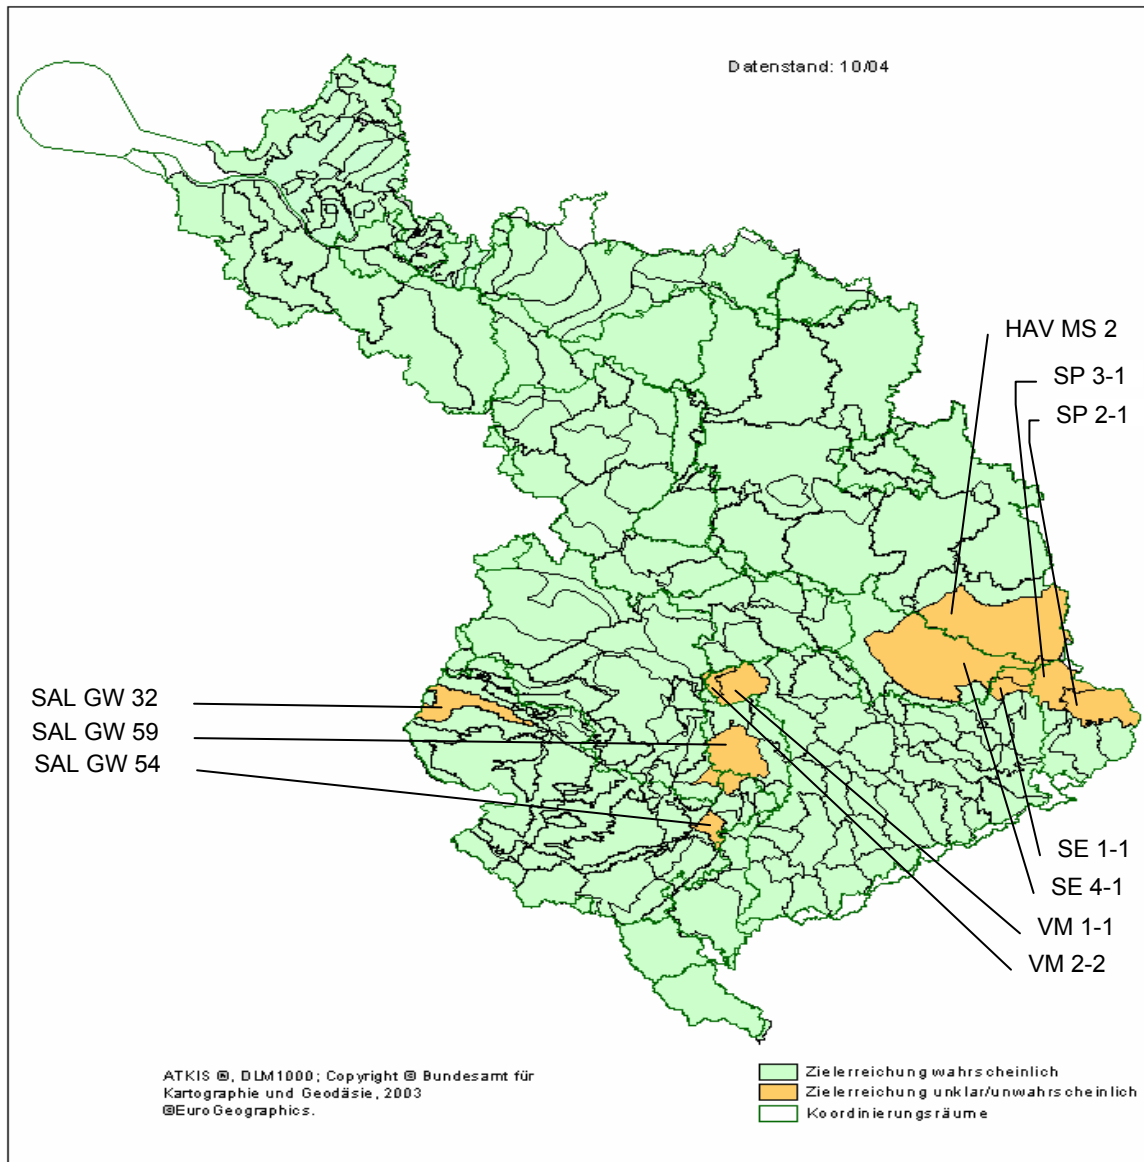 Datenstand: 10/04
HAV MS 2
SP 3-1
SP 2-1
SAL GW 32
SAL GW 59
SAL GW 54
SE 1-1
SE 4-1
VM 1-1
VM 2-2
ATKIS ®, DLM1000; Copyright © Bundesamt für
Kartographie und Geodäsie, 2003
©EuroGeographics.
Zielerreichung wahrscheinlich
Zielerreichung unklar/unwahrscheinlich
Koordinierungsräume